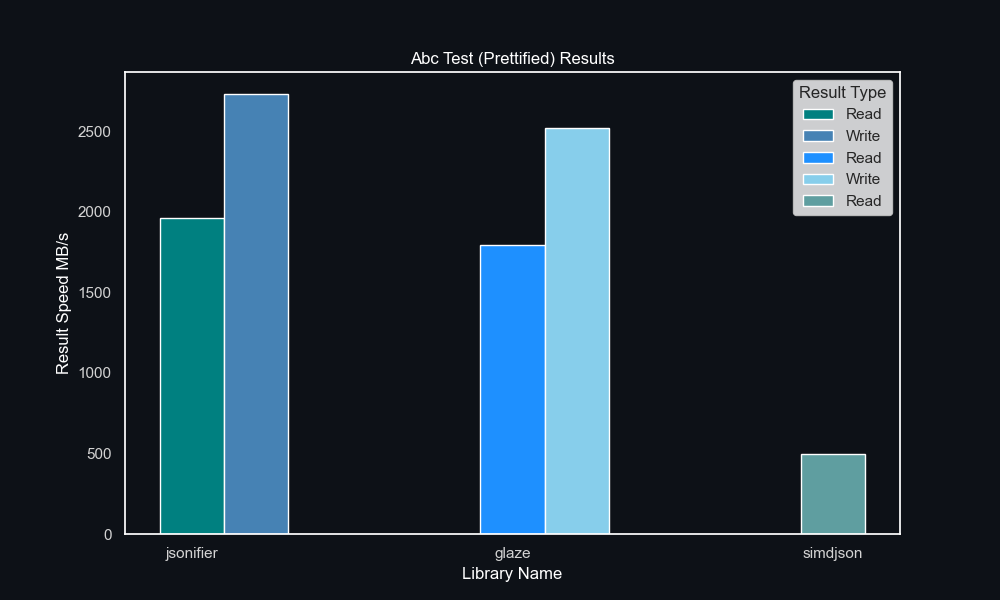 Abc Test (Prettified) Results
Result Type
Read
Write
Read
Write
Read
Result Speed MB/s
2500
2000
1500
1000
500
0
jsonifier
glaze
simdjson
Library Name